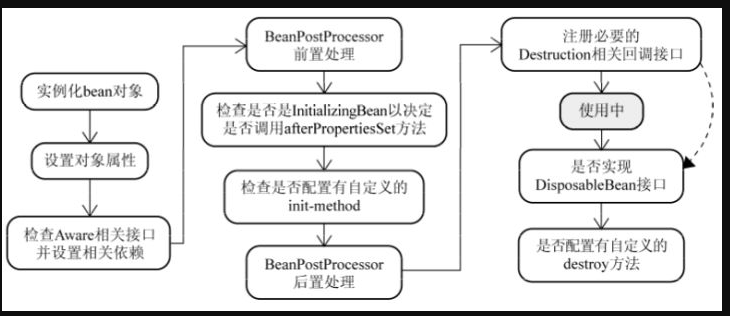 实例化bean对象
设置对象属性
检查Aware相关接口
并设置相关依赖
BeanPostProcessor
前置处理
检查是否是InitializingBean以决定
是否调用afterPropertiesSet方法
检查是否配置有自定义的
init-method
BeanPostProcessor
后置处理
注册必要的
Destruction相关回调接口
使用中
是否实现
DisposableBean接口
是否配置有自定义的
destroy方法